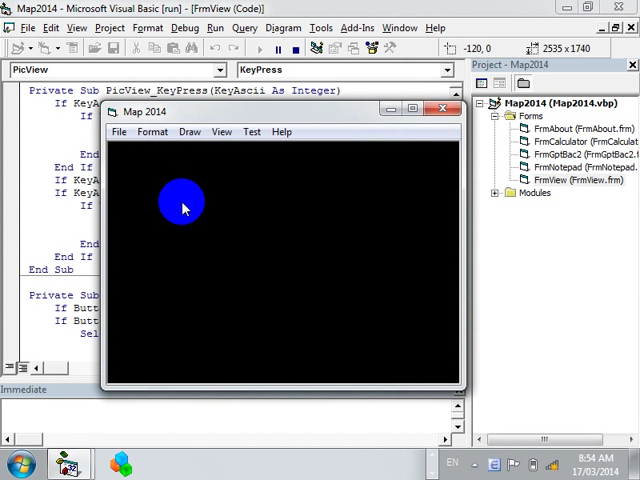 Map2014 - Microsoft Visual Basic [run] - [FrmView (Code)]
File Edit View Project Format Debug Run Query Diagram Tools Add-Ins Window Help
-120, 0 2535 x 1740
PicView KeyPress
Project - Map2014
Private Sub PicView_KeyPress(KeyAscii As Integer)
If KeyA
If
End
End If
If KeyA
If KeyA
If
End
End If
End Sub
Private Sub
If Butt
If Butt
Sel
Map 2014
File Format Draw View Test Help
Map2014 (Map2014.vbp)
Forms
FrmAbout (FrmAbout.frm)
FrmCalculator (FrmCalculat
FrmGptBac2 (FrmGptBac2.f
FrmNotepad (FrmNotepad.
FrmView (FrmView.frm)
Modules
Immediate
EN
8:54 AM
17/03/2014